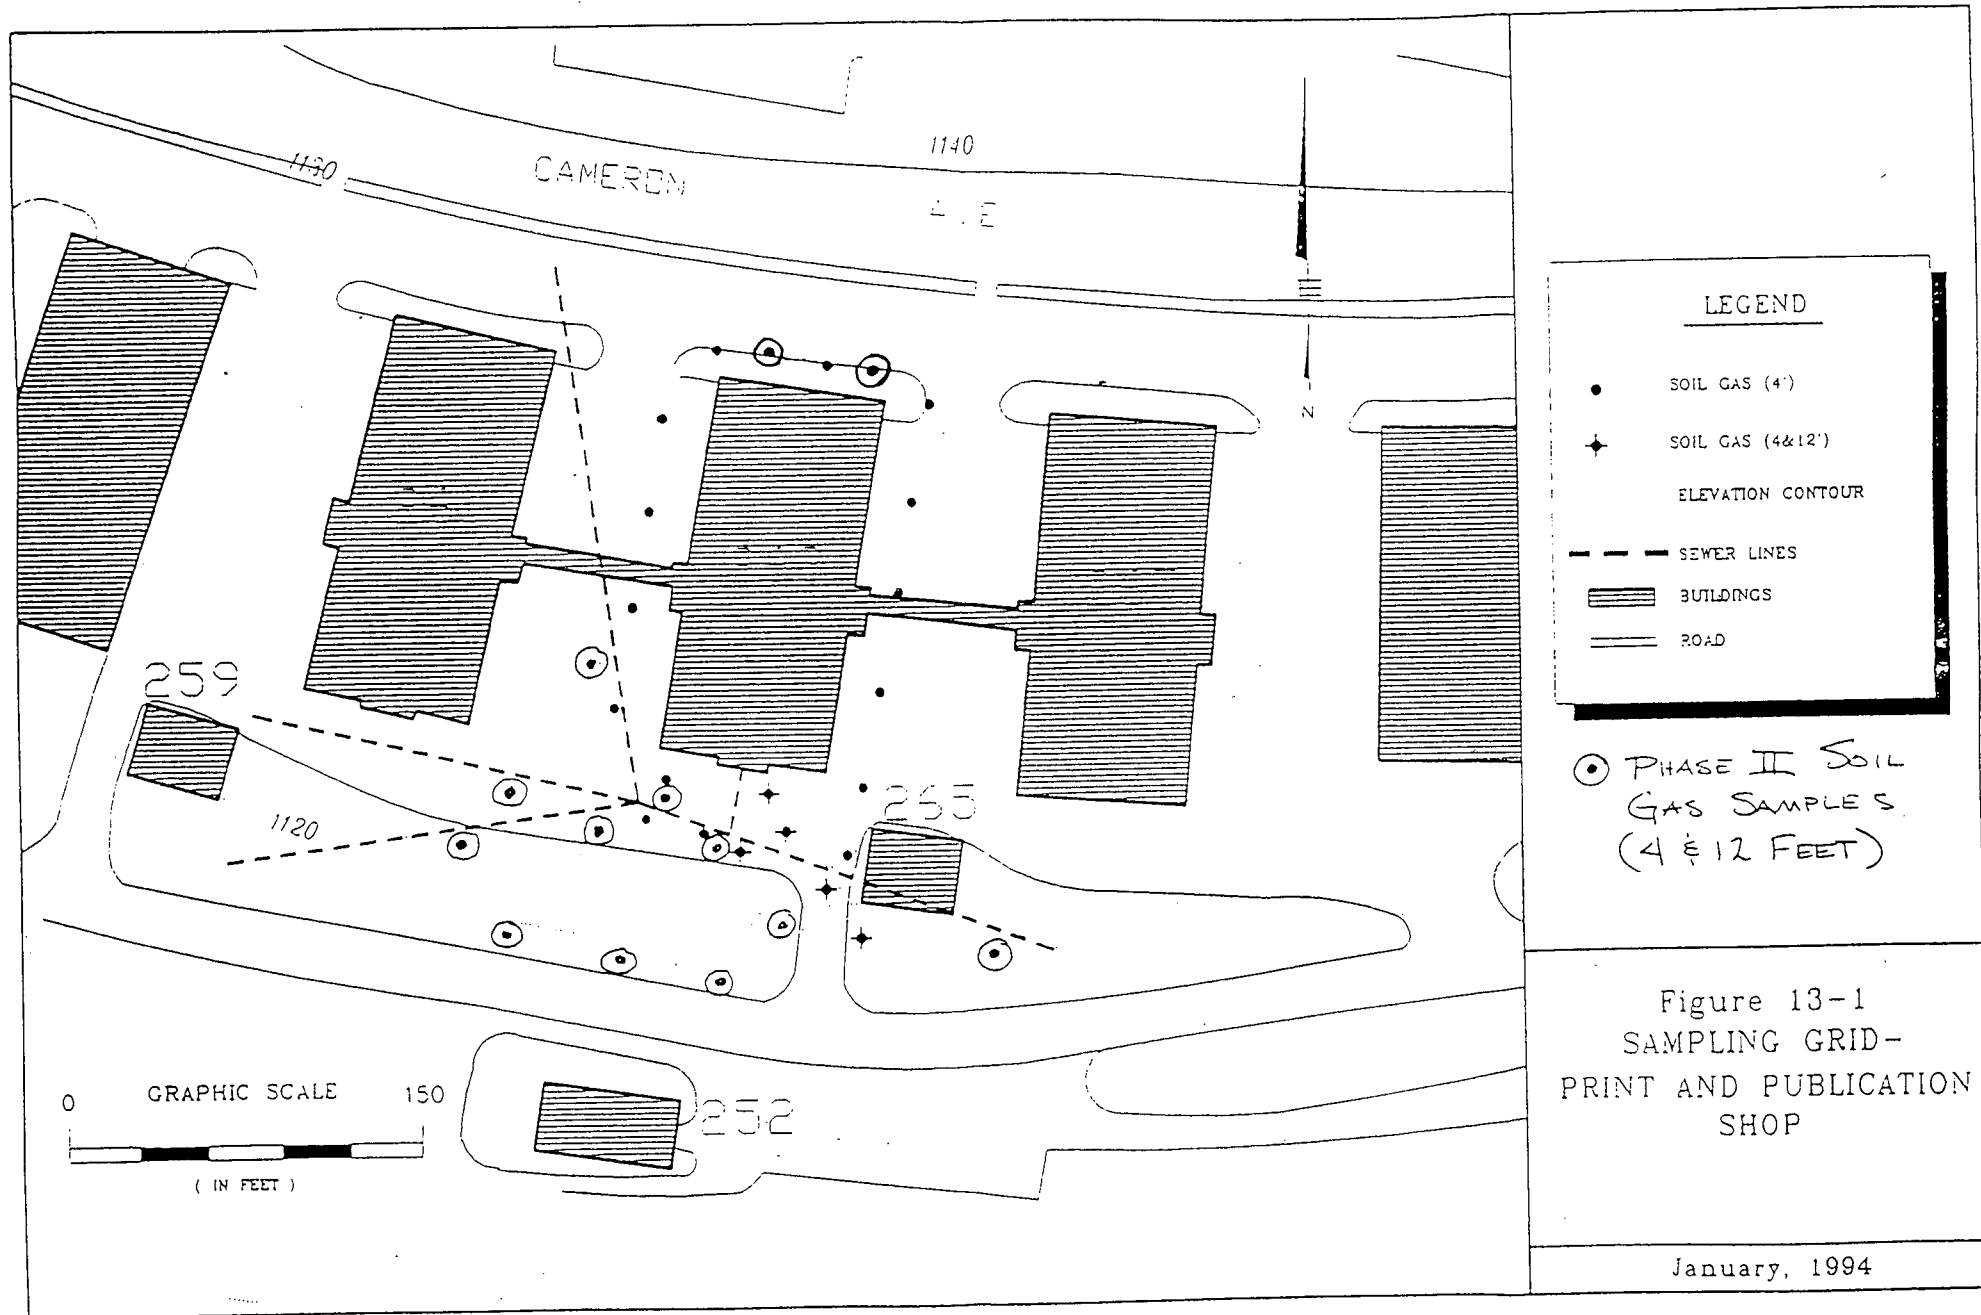 1140
1130
CAMERON
LEGEND
SOIL GAS (4')
SOIL GAS (4&12')
N
ELEVATION CONTOUR
SEWER LINES
BUILDINGS
ROAD
259
PHASE II SOIL
GAS SAMPLES
(4 & 12 FEET)
265
1120
Figure 13-1
SAMPLING GRID-
PRINT AND PUBLICATION
SHOP
0 GRAPHIC SCALE 150
252
( IN FEET )
January, 1994